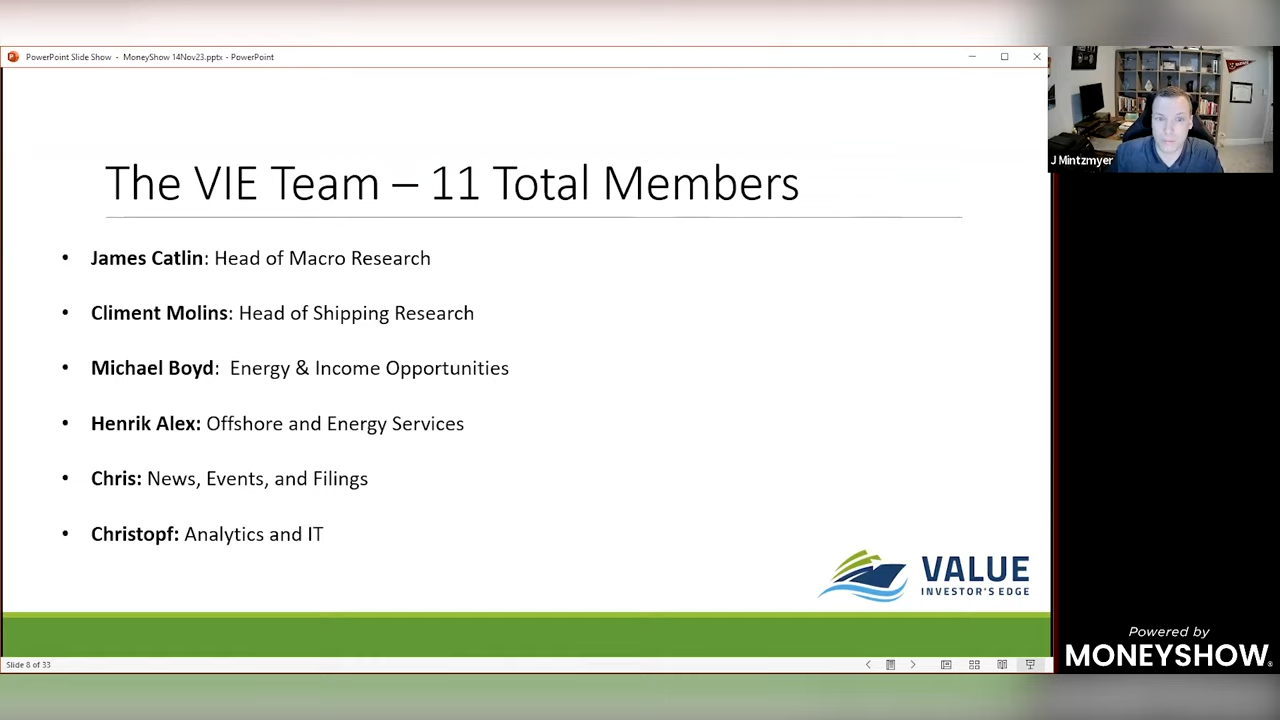 PowerPoint Slide Show - MoneyShow 14Nov23.pptx - PowerPoint
J Mintzmyer
The VIE Team – 11 Total Members
• James Catlin: Head of Macro Research
• Climent Molins: Head of Shipping Research
• Michael Boyd: Energy & Income Opportunities
• Henrik Alex: Offshore and Energy Services
• Chris: News, Events, and Filings
• Christopf: Analytics and IT
VALUE
INVESTOR'S EDGE
Slide 8 of 33
Powered by
MONEYSHOW®